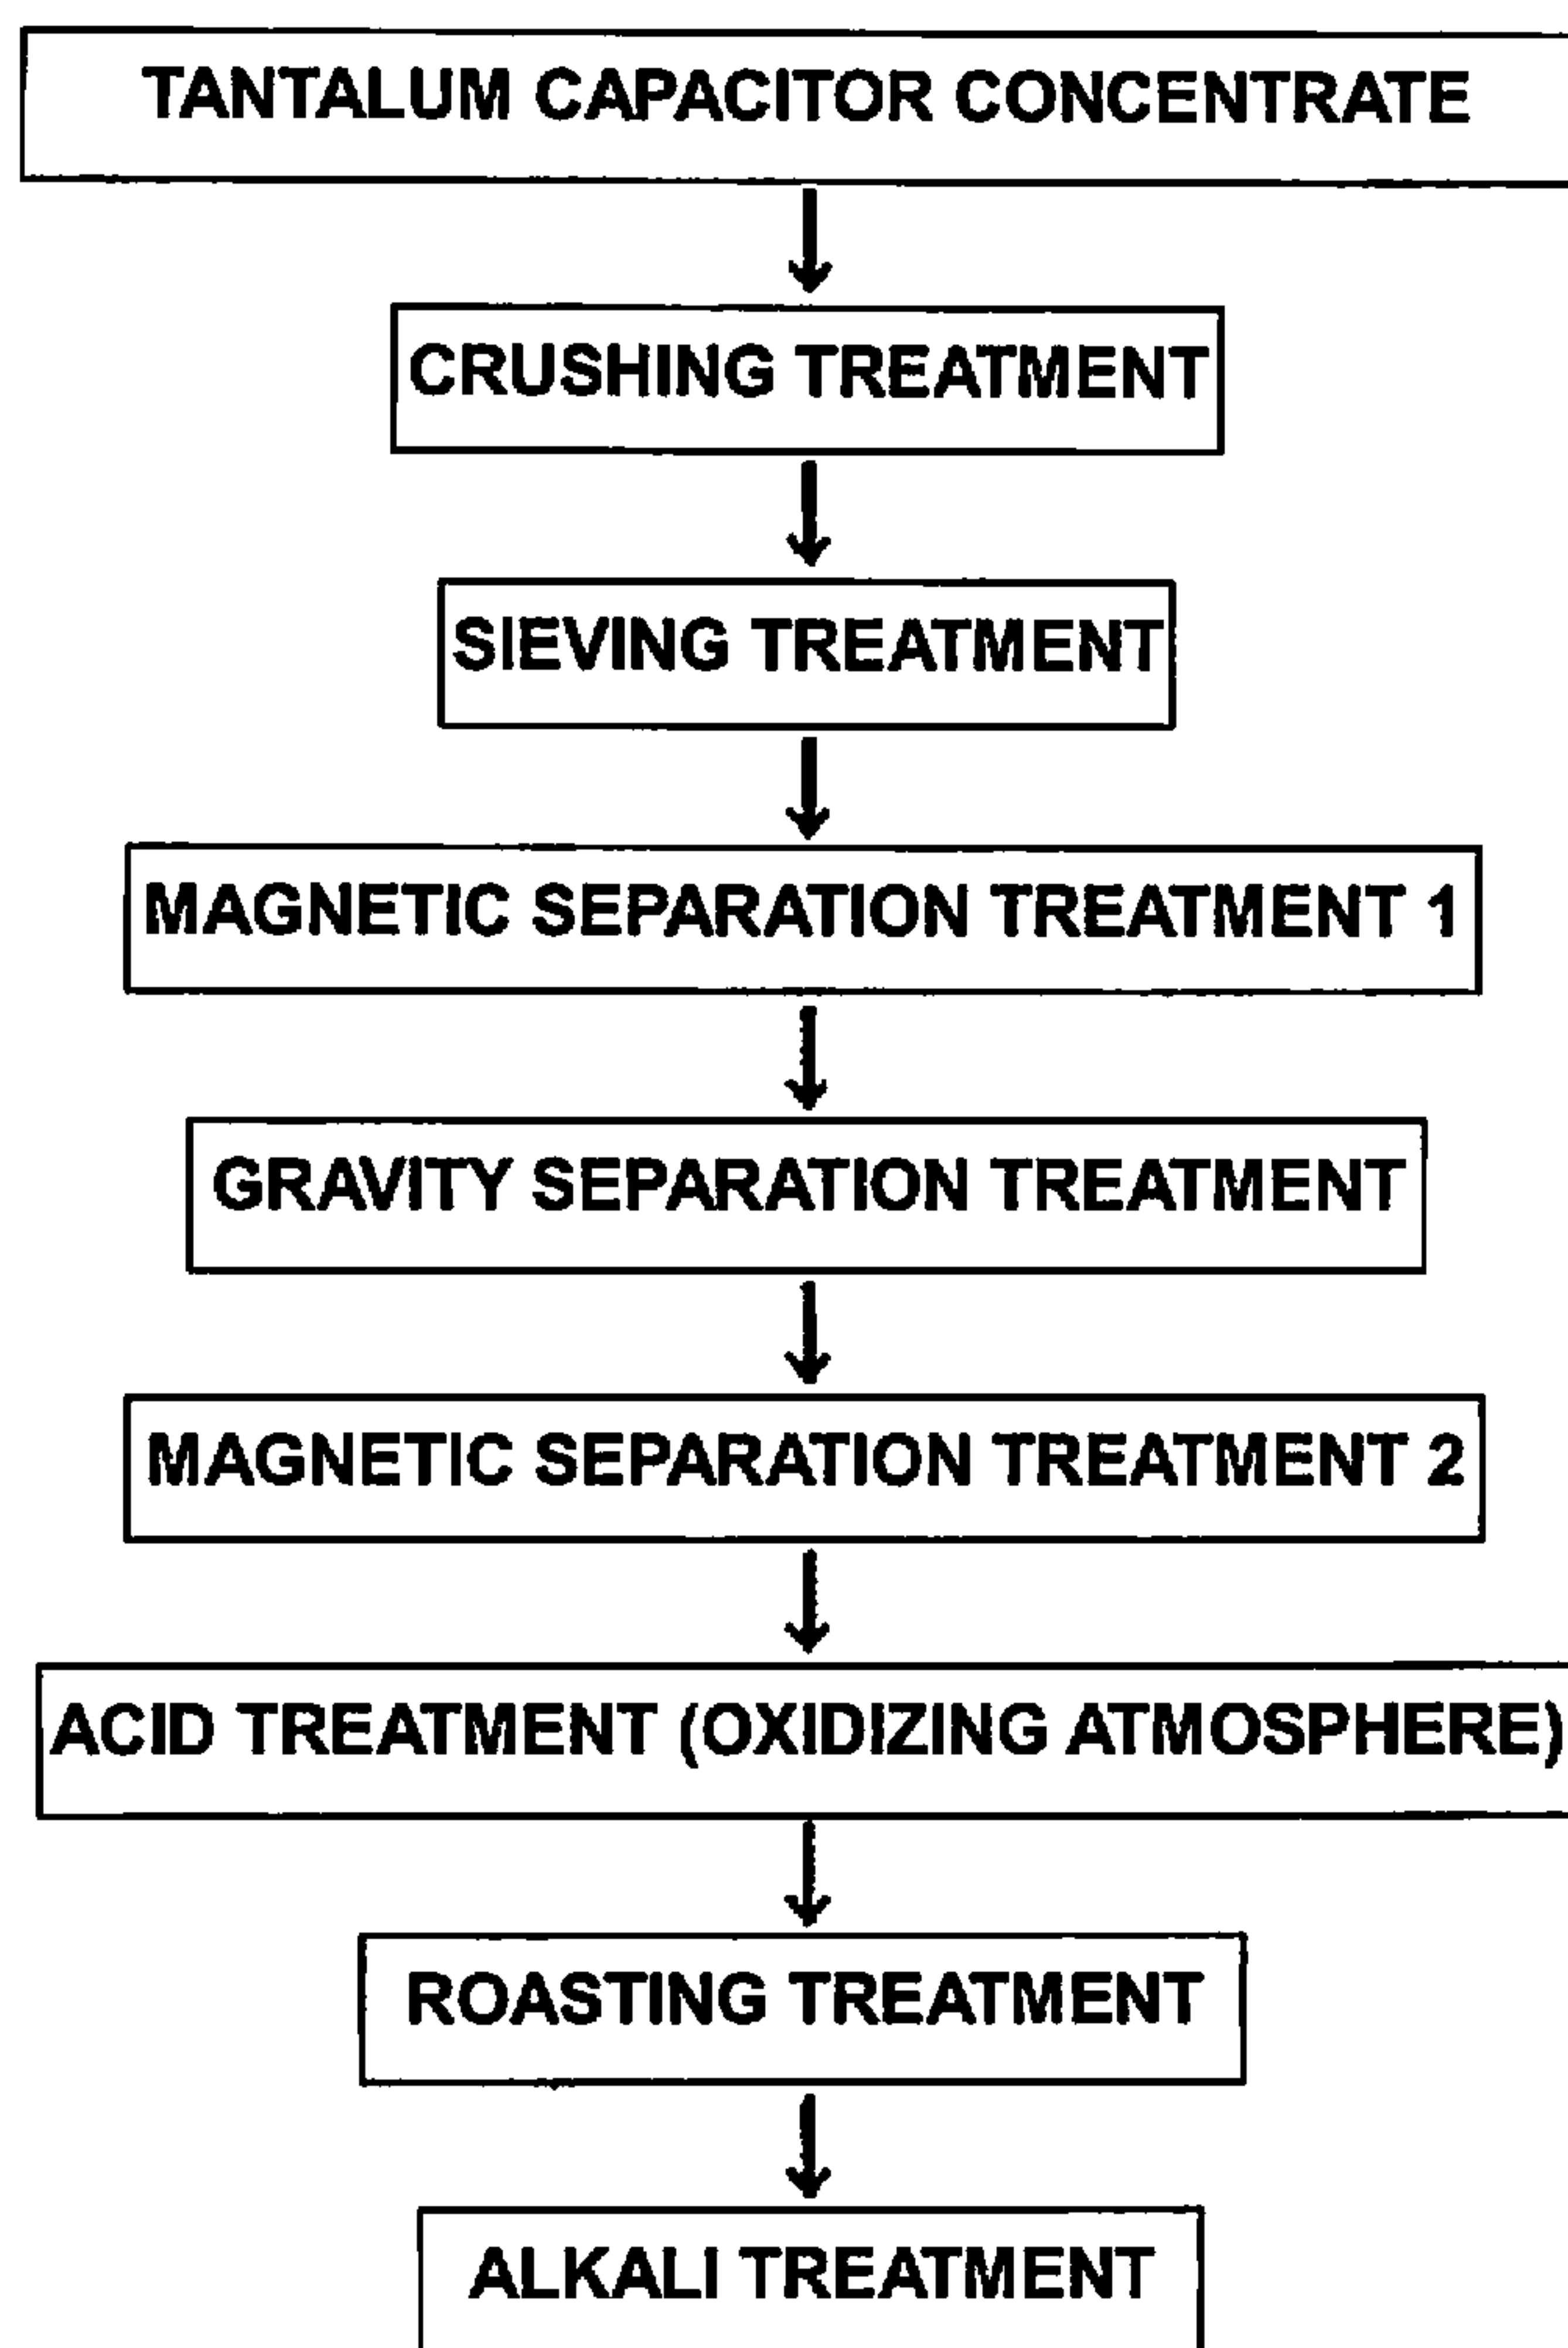 TANTALUM CAPACITOR CONCENTRATE
CRUSHING TREATMENT
SIEVING TREATMENT
MAGNETIC SEPARATION TREATMENT 1
GRAVITY SEPARATION TREATMENT
MAGNETIC SEPARATION TREATMENT 2
ACID TREATMENT (OXIDIZING ATMOSPHERE)
ROASTING TREATMENT
ALKALI TREATMENT